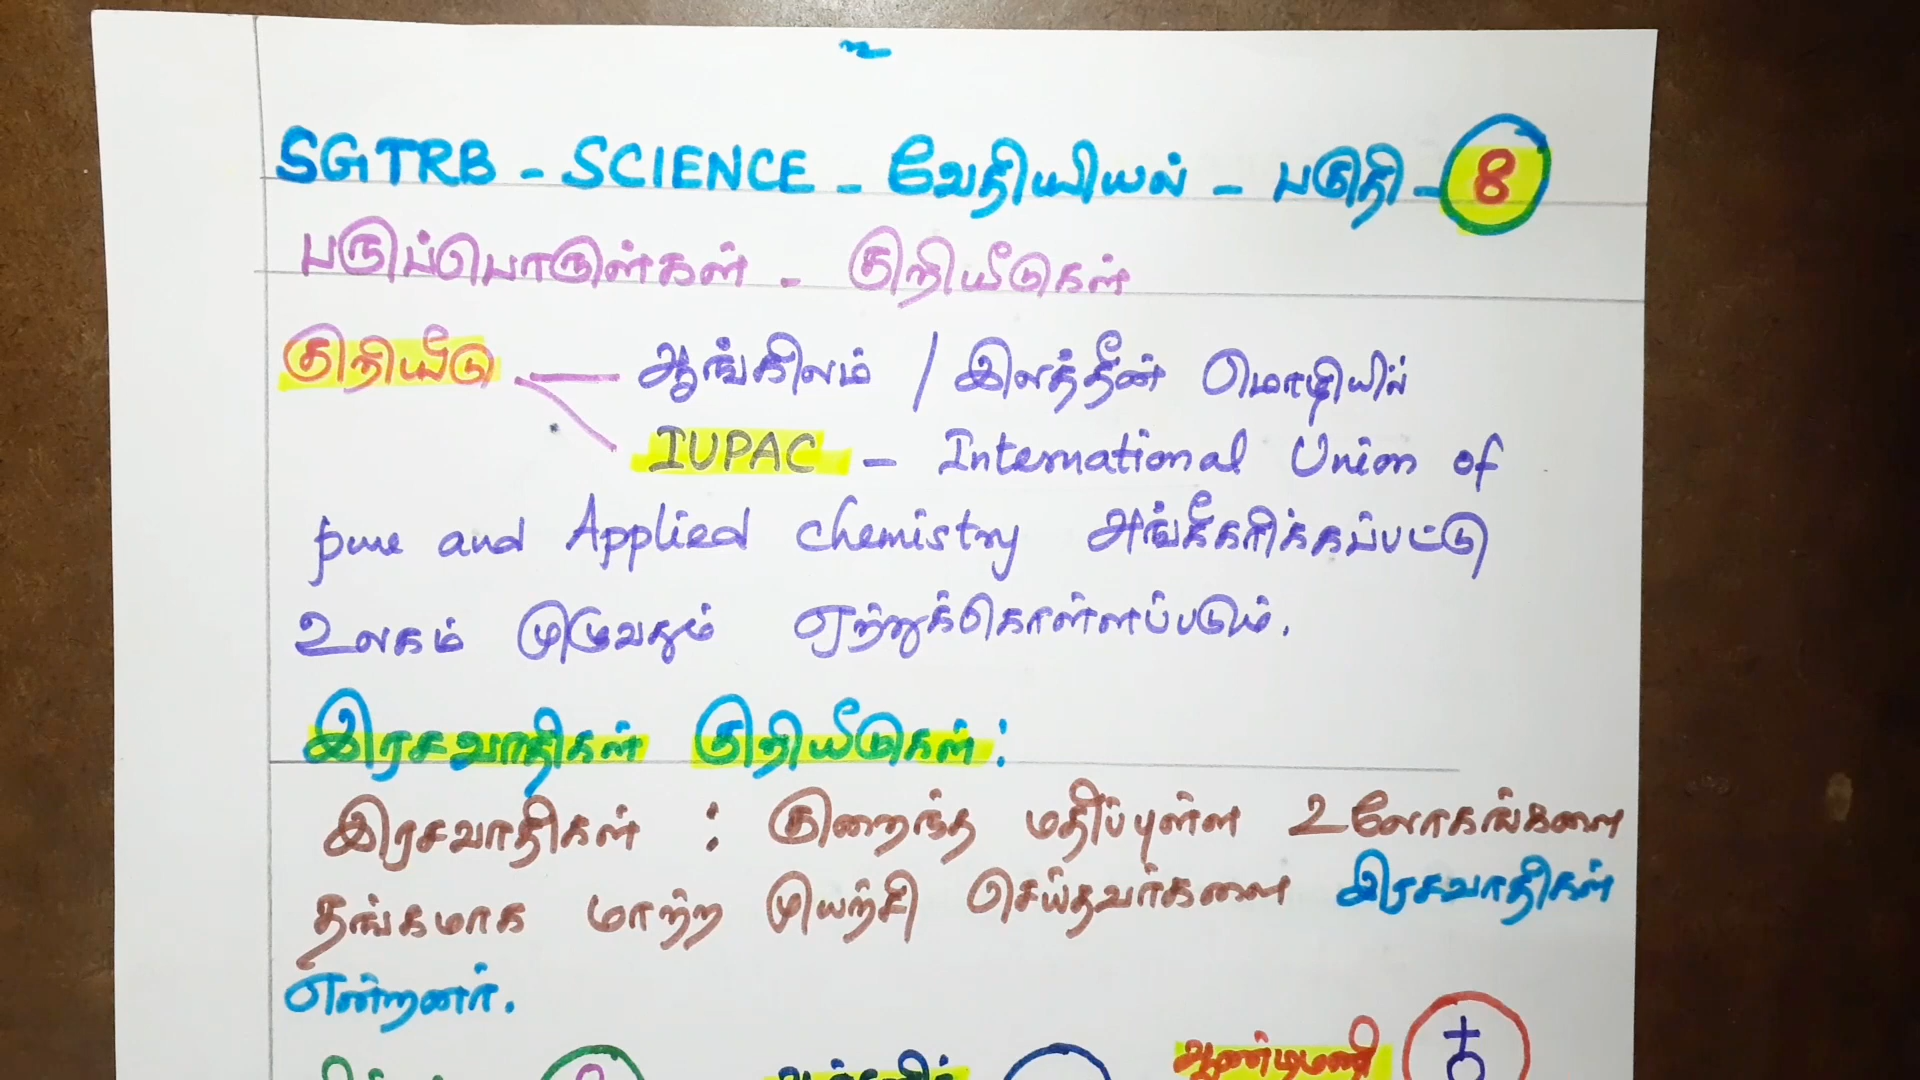 SGTRB - SCIENCE - வேதியியல் - பகுதி - 8
பருப்பொருள்கள் - குறியீடுகள்
குறியீடு — ஆங்கிலம் / இலத்தீன் மொழியில்
IUPAC - International Union of
pure and Applied chemistry அங்கீகரிக்கப்பட்டு
உலகம் முழுவதும் ஏற்றுக்கொள்ளப்படும்.
இரசவாதிகள் குறியீடுகள் :
இரசவாதிகள் : குறைந்த மதிப்புள்ள உலோகங்களை
தங்கமாக மாற்ற முயற்சி செய்தவர்களை இரசவாதிகள்
என்றனர்.
ஆண்டிமணி